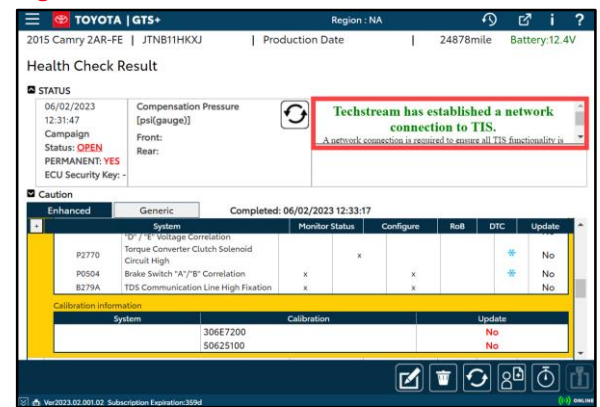 TOYOTA | GTS+
Region : NA
i ?
2015 Camry 2AR-FE | JTNB11HKXJ | Production Date | 24878mile Battery:12.4V
Health Check Result
STATUS
06/02/2023
12:31:47
Campaign
Status: OPEN
PERMANENT: YES
ECU Security Key: -
Compensation Pressure
[psi(gauge)]
Front:
Rear:
Techstream has established a network
connection to TIS.
A network connection is required to ensure all TIS functionality is
Caution
Enhanced Generic Completed: 06/02/2023 12:33:17
+ System Monitor Status Configure RoB DTC Update
"D" / "E" Voltage Correlation No
P2770 Torque Converter Clutch Solenoid Circuit High x No
P0504 Brake Switch "A"/"B" Correlation x x No
B279A TDS Communication Line High Fixation x x No
Calibration information
System Calibration Update
306E7200 No
50625100 No
Ver2023.02.001.02 Subscription Expiration:359d
ONLINE